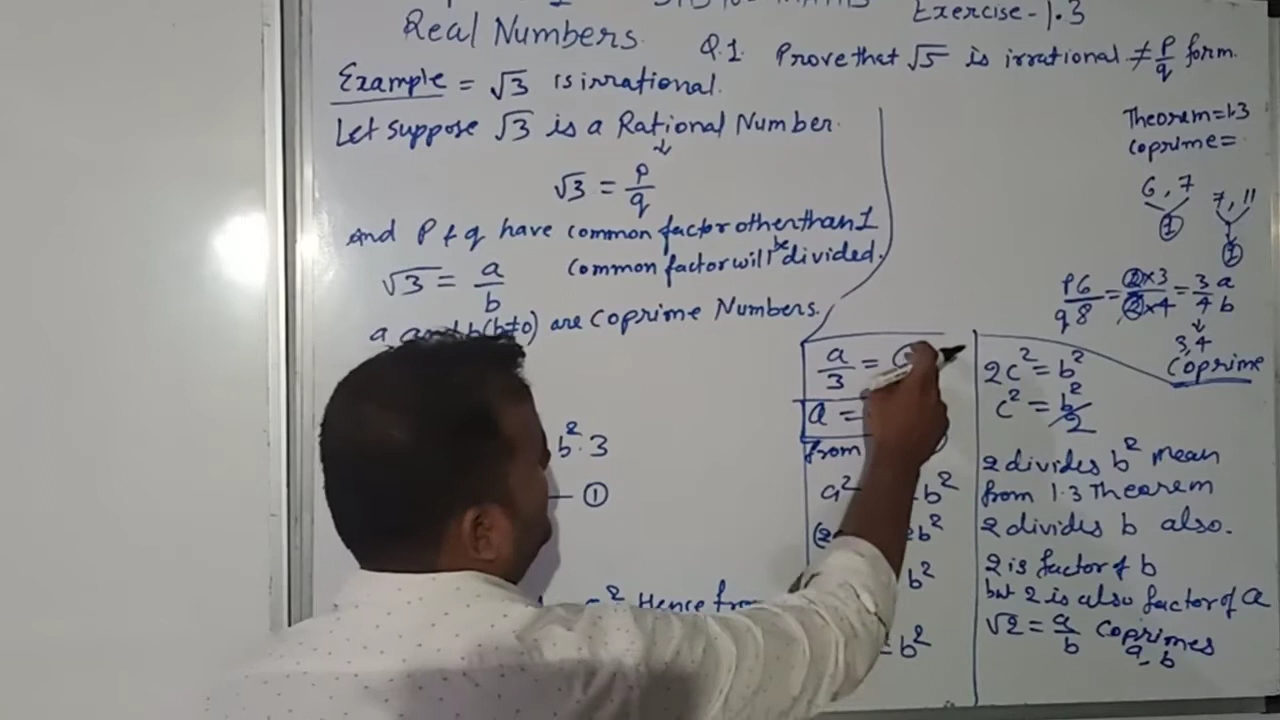 Exercise-1.3
Real Numbers.
Q.1. Prove that √5 is irrational ≠ p/q form.
Example = √3 is irrational.
Let suppose √3 is a Rational Number.
↓
√3 = p/q
And P & q have common factor other than 1
common factor will be divided.
√3 = a/b
a and b (b≠0) are Coprime Numbers.
b².3
— ①
a² Hence from
Theorem=1.3
Coprime=
6, 7
①
7, 11
①
P6/q8 = 2×3/2×4 = 3/4 a/b
↓
3,4
Coprime
a/3 =
a =
from
a² b²
b²
b²
= b²
2c² = b²
c² = b²/2
2 divides b² mean
from 1.3 Theorem
2 divides b also.
2 is factor of b
but 2 is also factor of a
√2 = a/b Coprimes
a, b